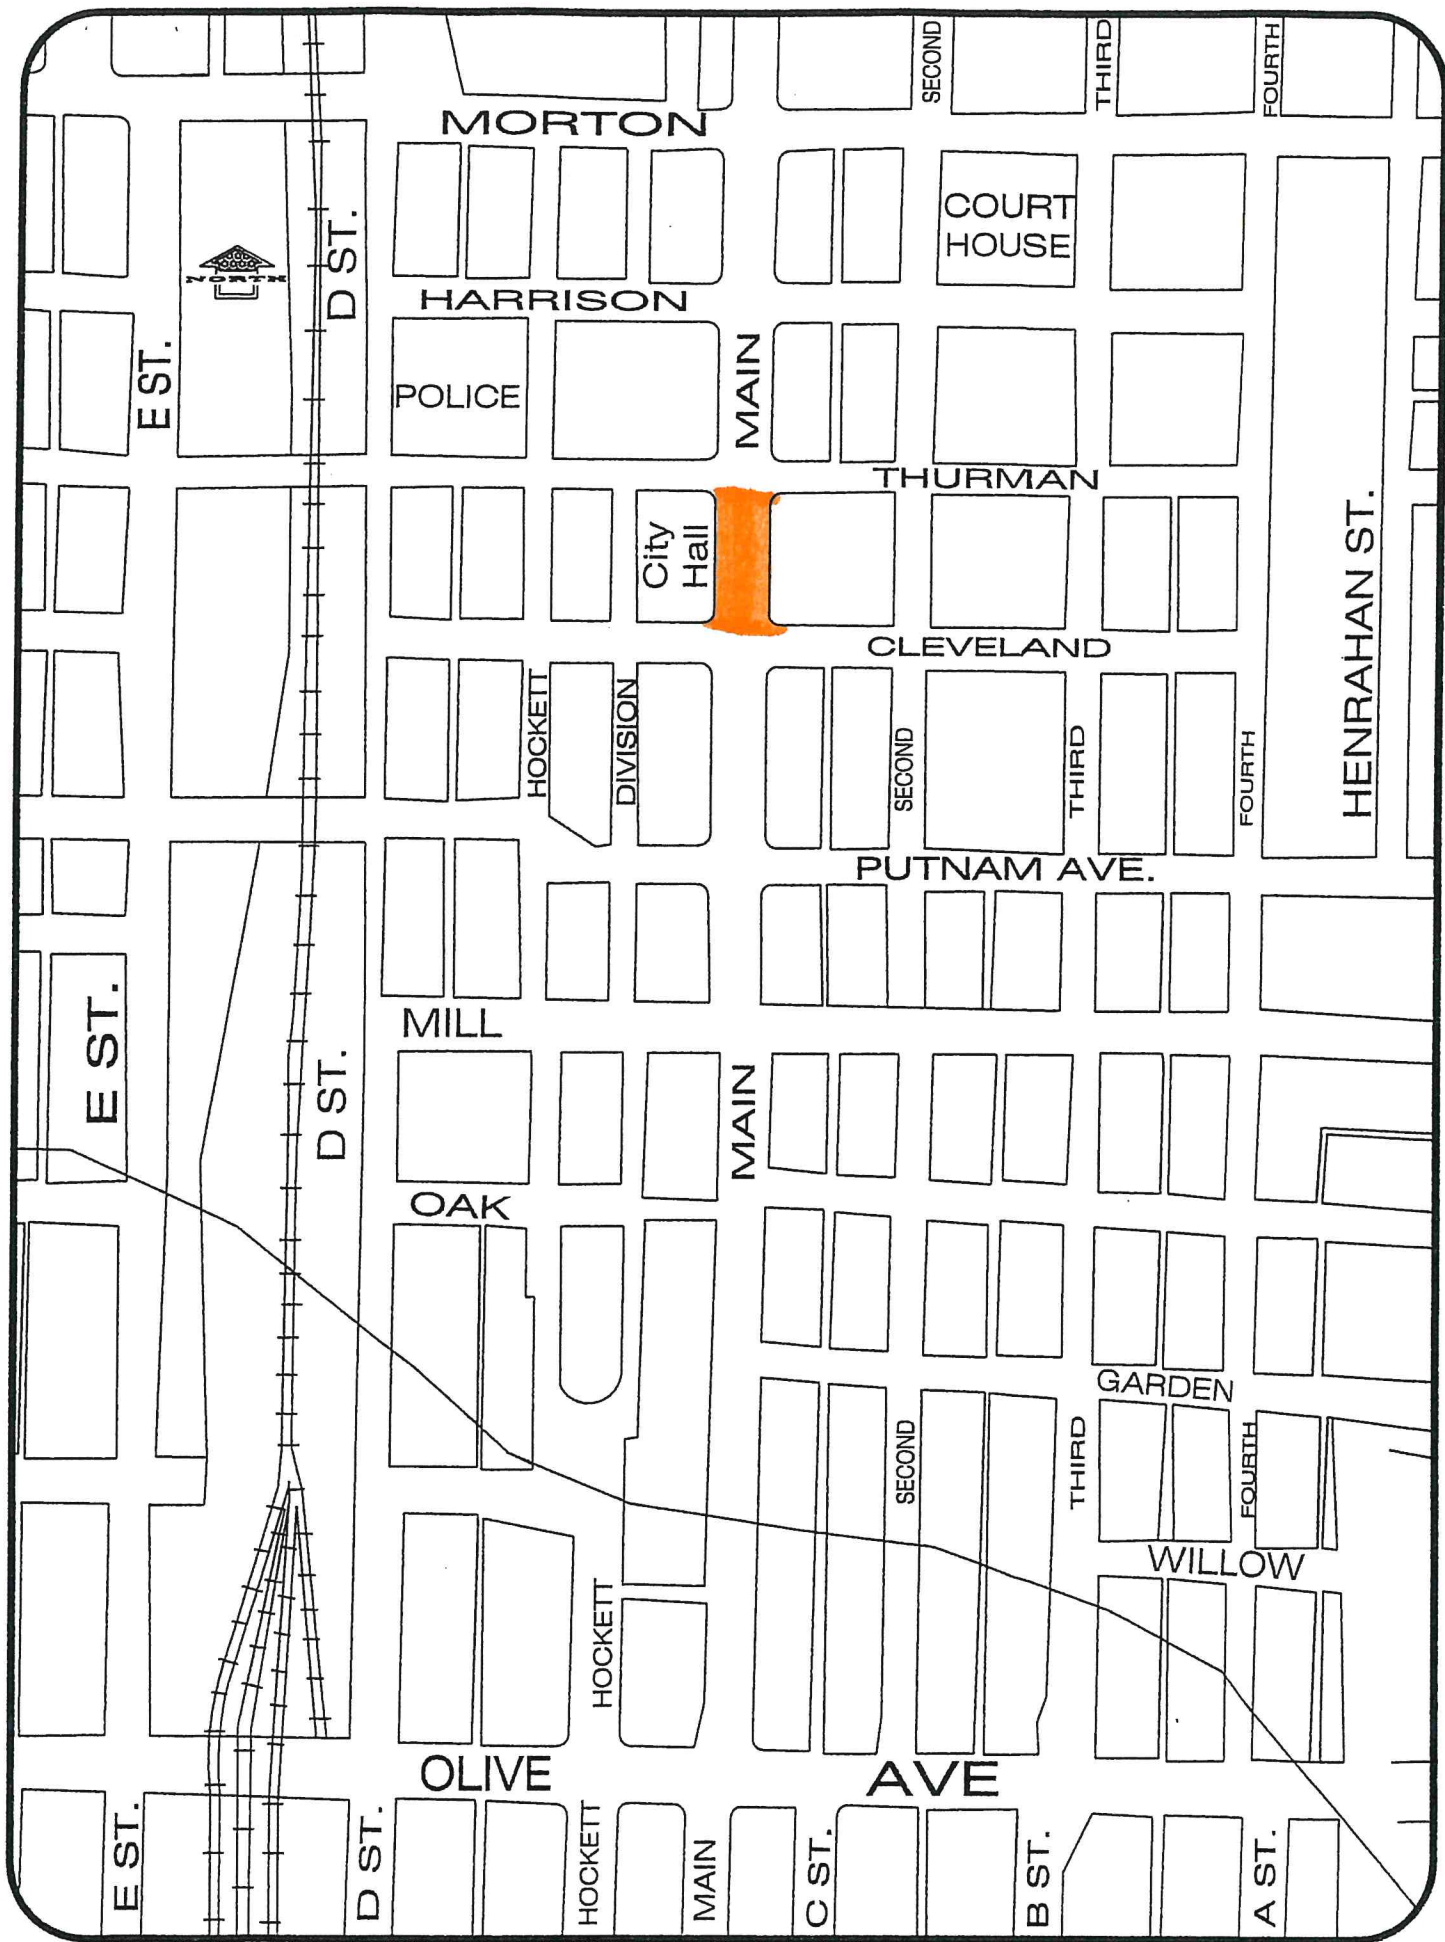 SECOND
THIRD
FOURTH
MORTON
COURT
HOUSE
D ST.
NORTH
HARRISON
E ST.
POLICE
MAIN
THURMAN
City
Hall
HENRAHAN ST.
CLEVELAND
HOCKETT
DIVISION
SECOND
THIRD
FOURTH
PUTNAM AVE.
E ST.
MILL
D ST.
MAIN
OAK
GARDEN
SECOND
THIRD
FOURTH
WILLOW
HOCKETT
OLIVE
AVE
E ST.
D ST.
HOCKETT
MAIN
C ST.
B ST.
A ST.